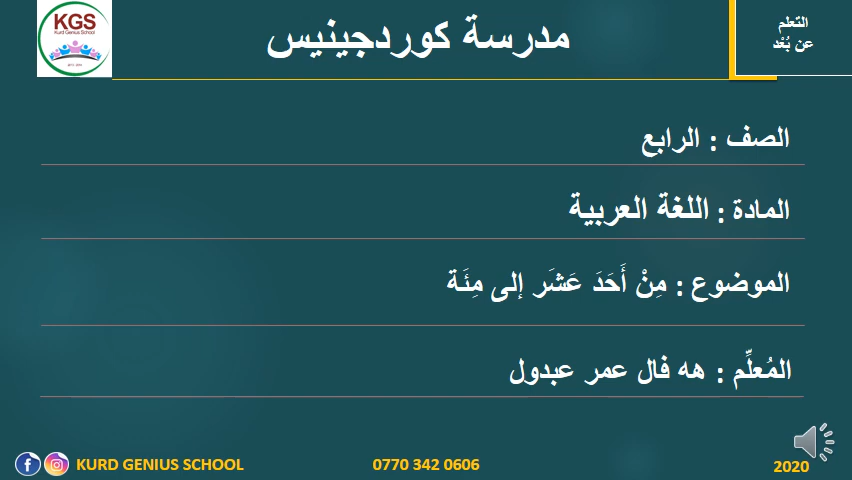 KGS
Kurd Genius School
مدرسة كوردجينيس
التعلم
عن بُعْد
الصف : الرابع
المادة : اللغة العربية
الموضوع : مِنْ أَحَدَ عَشَر إلى مِئَة
المُعلِّم : هه فال عمر عبدول
KURD GENIUS SCHOOL
0770 342 0606
2020